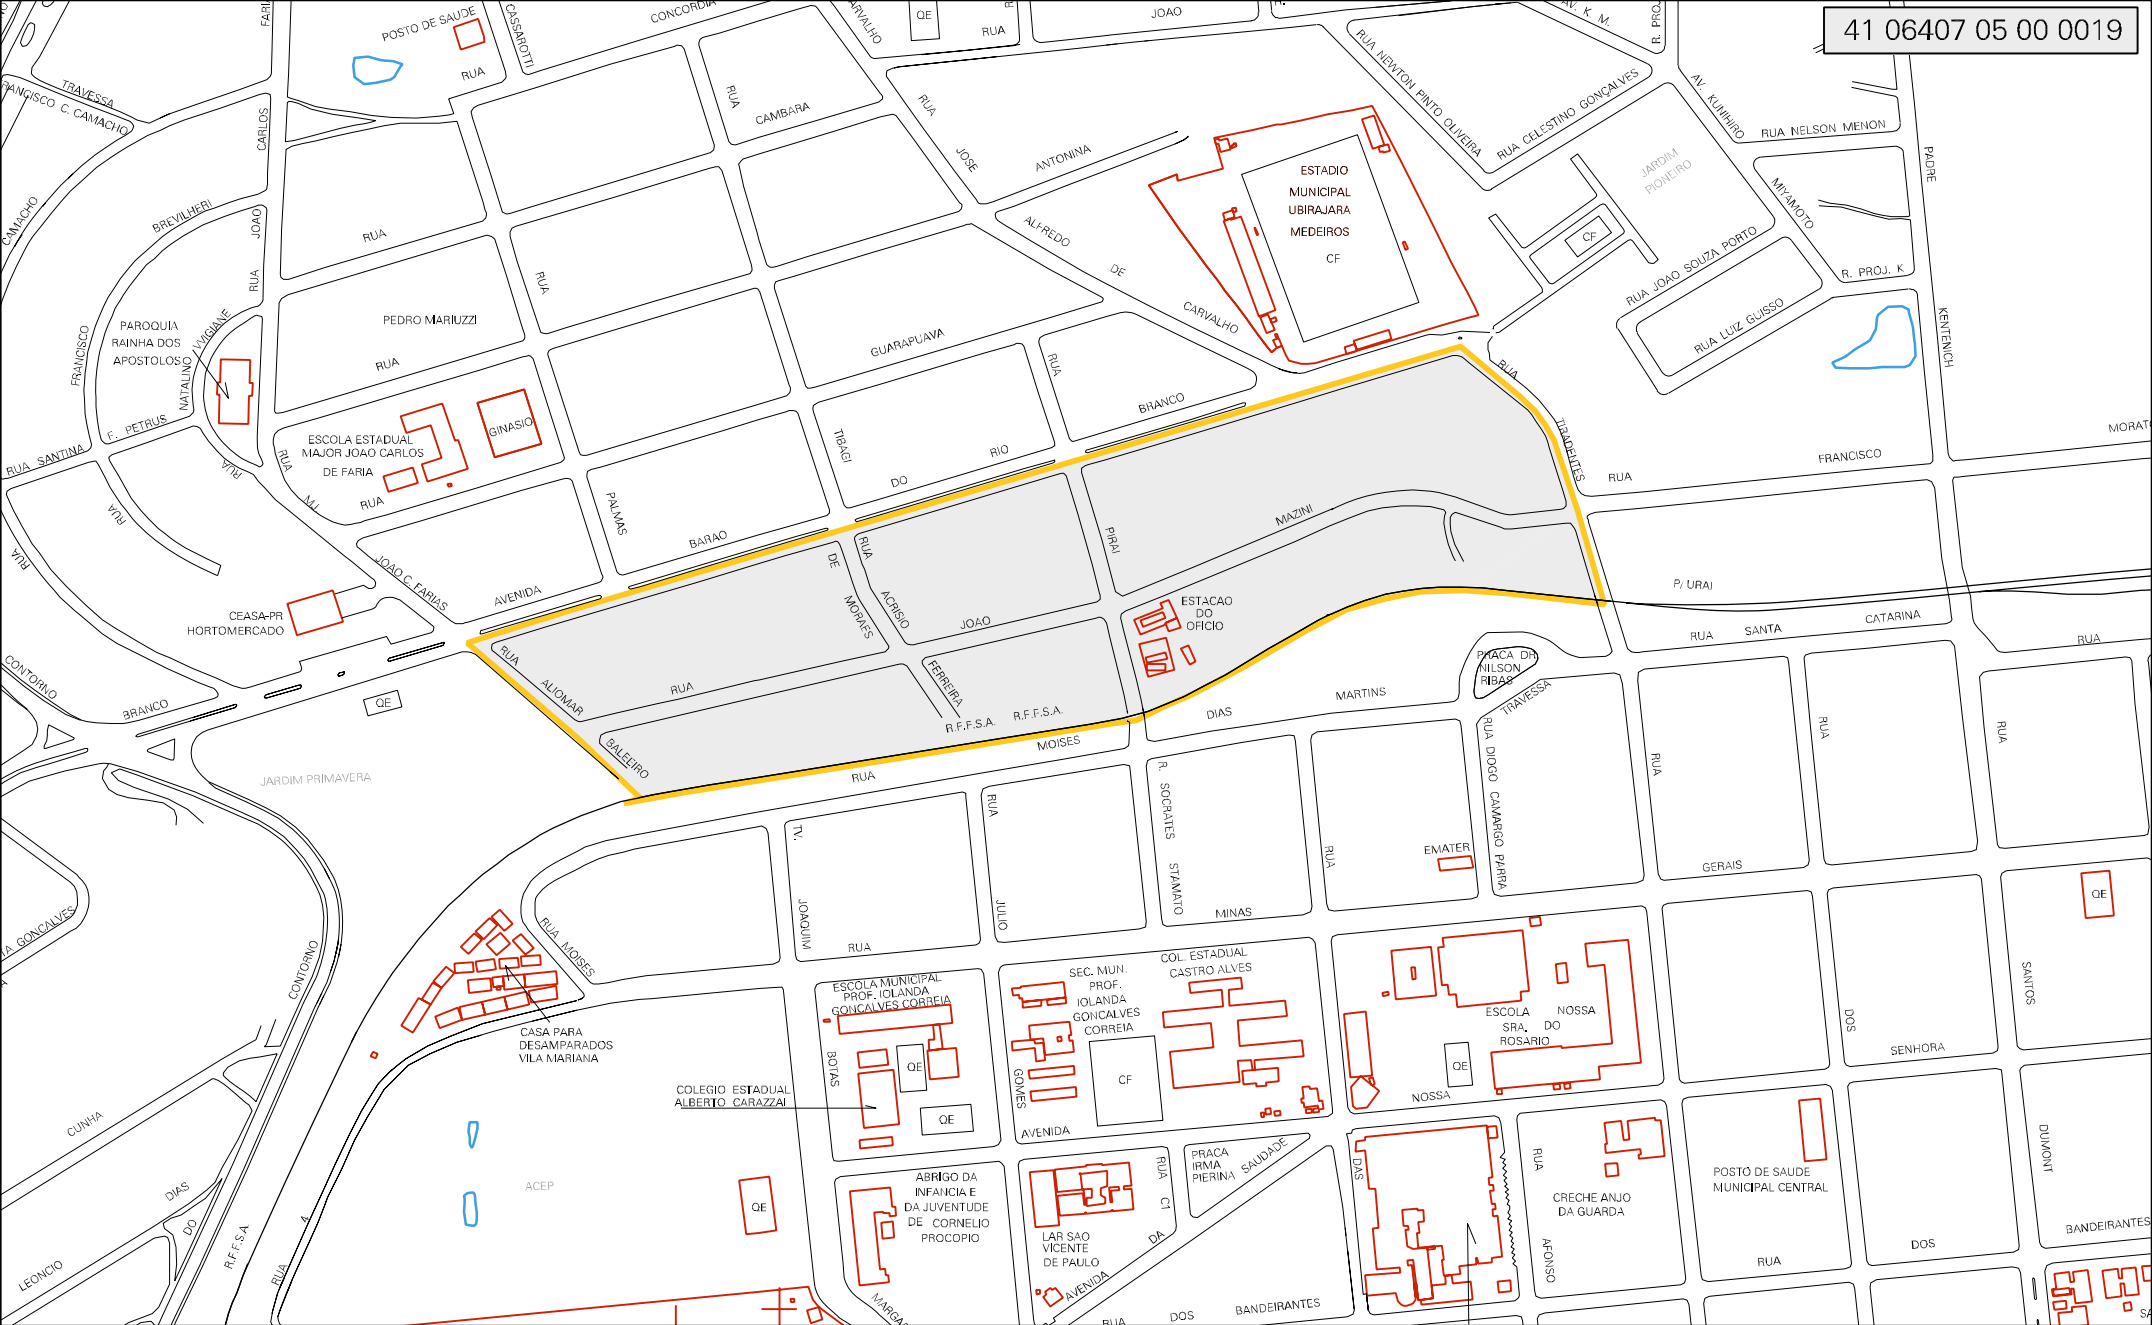 41 06407 05 00 0019
POSTO DE SAUDE
RUA
CASSAROTTI
CONCORDIA
QE
RUA
JOAO
AV. K. M.
R. PROJ.
TRAVESSA
FRANCISCO C. CAMACHO
CAMACHO
CARLOS
JOAO
RUA
BREVILHERI
FRANCISCO
RUA
CAMBARA
RUA
JOSE
ANTONINA
ALFREDO
DE
CARVALHO
ESTADIO
MUNICIPAL
UBIRAJARA
MEDEIROS
CF
RUA NEWTON PINTO OLIVEIRA
RUA CELESTINO GONÇALVES
AV. KUNIHIRO
MIYAMOTO
RUA NELSON MENON
PADRE
KENTENICH
JARDIM
PIONEIRO
CF
RUA JOAO SOUZA PORTO
RUA LUIZ GUISSO
R. PROJ. K
RUA
RUA
PEDRO MARIUZZI
RUA
GUARAPUAVA
RUA
PAROQUIA
RAINHA DOS
APOSTOLOSO
NATALINO
VVIGIANE
F. PETRUS
RUA SANTINA
RUA
RUA
RUA
ESCOLA ESTADUAL
MAJOR JOAO CARLOS
DE FARIA
GINASIO
RUA
RUA
JOAO C. FARIAS
PALMAS
TIBAGI
AVENIDA
BARAO
DO
RIO
BRANCO
RUA
TIRADENTES
RUA
FRANCISCO
MORATO
MAZINI
PIRAI
DE
MORAES
RUA
ACRISIO
JOAO
FERREIRA
RUA
RUA
ALIOMAR
BALEEIRO
ESTACAO
DO
OFICIO
P/ URAI
RUA
SANTA
CATARINA
RUA
CEASA-PR
HORTOMERCADO
CONTORNO
BRANCO
QE
R.F.F.S.A.
R.F.F.S.A.
RUA
MOISES
DIAS
MARTINS
PRACA DR.
NILSON
RIBAS
TRAVESSA
JARDIM PRIMAVERA
RUA DIOGO CAMARGO PARRA
RUA
RUA
RUA
TV.
JOAQUIM
BOTAS
RUA
JULIO
GOMES
R. SOCRATES STAMATO
RUA
DAS
EMATER
RUA
MINAS
GERAIS
QE
RUA MOISES
CONTORNO
CASA PARA
DESAMPARADOS
VILA MARIANA
ESCOLA MUNICIPAL
PROF. IOLANDA
GONCALVES CORREIA
QE
QE
COLEGIO ESTADUAL
ALBERTO CARAZZAI
SEC. MUN.
PROF.
IOLANDA
GONCALVES
CORREIA
COL. ESTADUAL
CASTRO ALVES
CF
ESCOLA NOSSA
SRA. DO
ROSARIO
QE
AVENIDA
NOSSA
SENHORA
DOS
SANTOS
DUMONT
CUNHA
DIAS
DO
LEONCIO
R.F.F.S.A.
RUA
4
ACEP
QE
ABRIGO DA
INFANCIA E
DA JUVENTUDE
DE CORNELIO
PROCOPIO
LAR SAO
VICENTE
DE PAULO
RUA C1
PRACA
IRMA
PIERINA
SAUDADE
DA
AVENIDA
RUA
AFONSO
CRECHE ANJO
DA GUARDA
POSTO DE SAUDE
MUNICIPAL CENTRAL
RUA
DOS
BANDEIRANTES
RUA
DOS
BANDEIRANTES